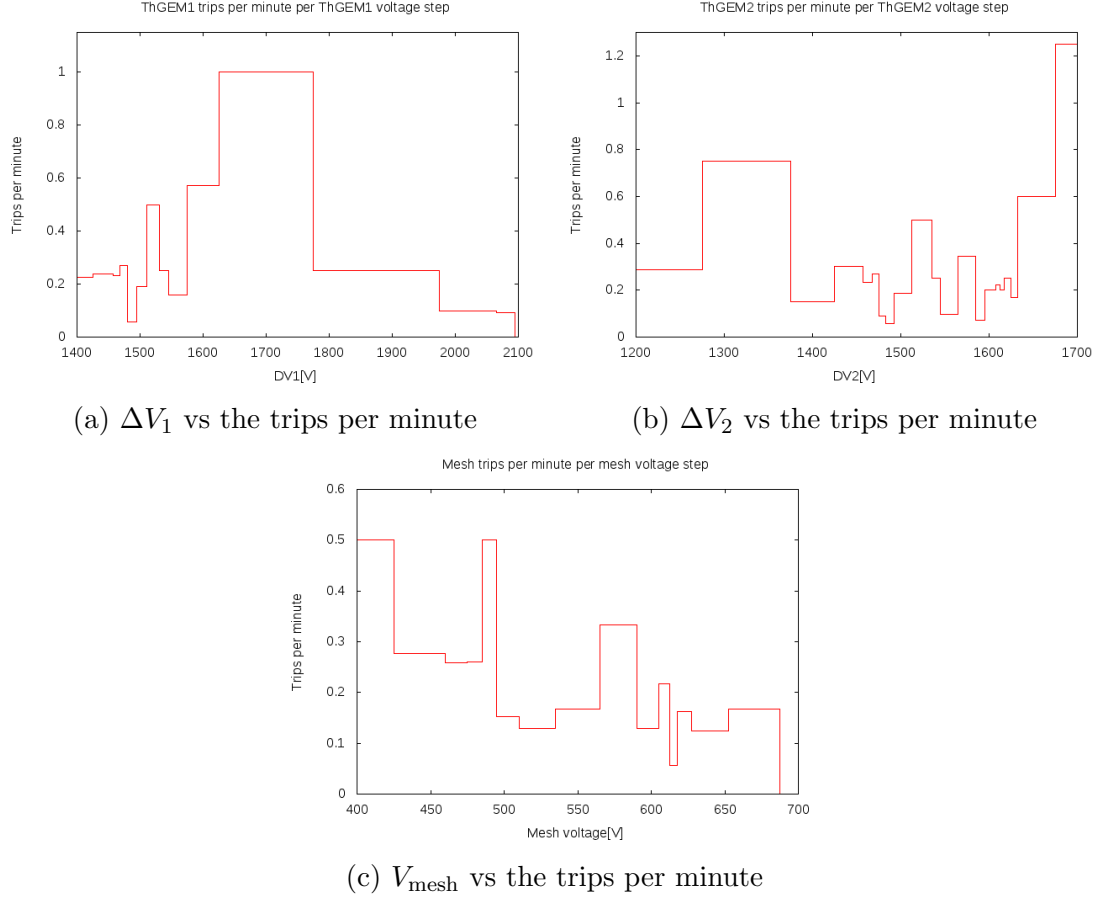 ThGEM1 trips per minute per ThGEM1 voltage step
1
0.8
0.6
0.4
0.2
0
Trips per minute
1400 1500 1600 1700 1800 1900 2000 2100
DV1[V]
(a) ΔV₁ vs the trips per minute
ThGEM2 trips per minute per ThGEM2 voltage step
1.2
1
0.8
0.6
0.4
0.2
0
Trips per minute
1200 1300 1400 1500 1600 1700
DV2[V]
(b) ΔV₂ vs the trips per minute
Mesh trips per minute per mesh voltage step
0.6
0.5
0.4
0.3
0.2
0.1
0
Trips per minute
400 450 500 550 600 650 700
Mesh voltage[V]
(c) V_mesh vs the trips per minute